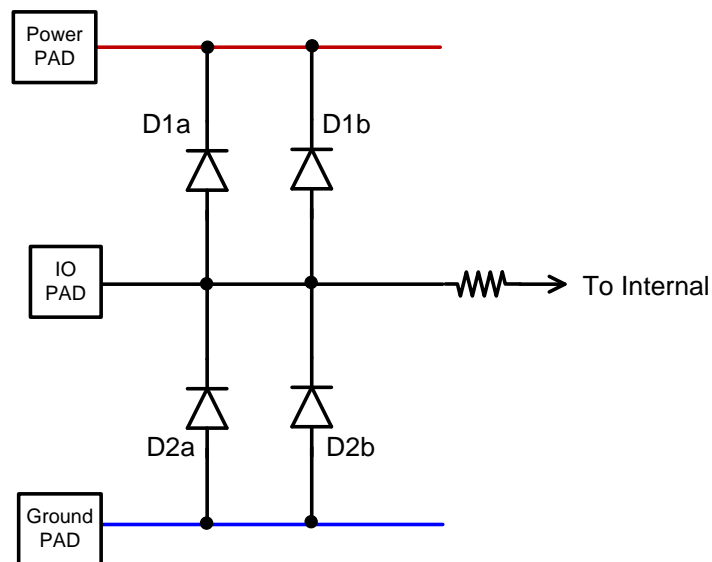 Power
PAD
D1a
D1b
IO
PAD
To Internal
D2a
D2b
Ground
PAD